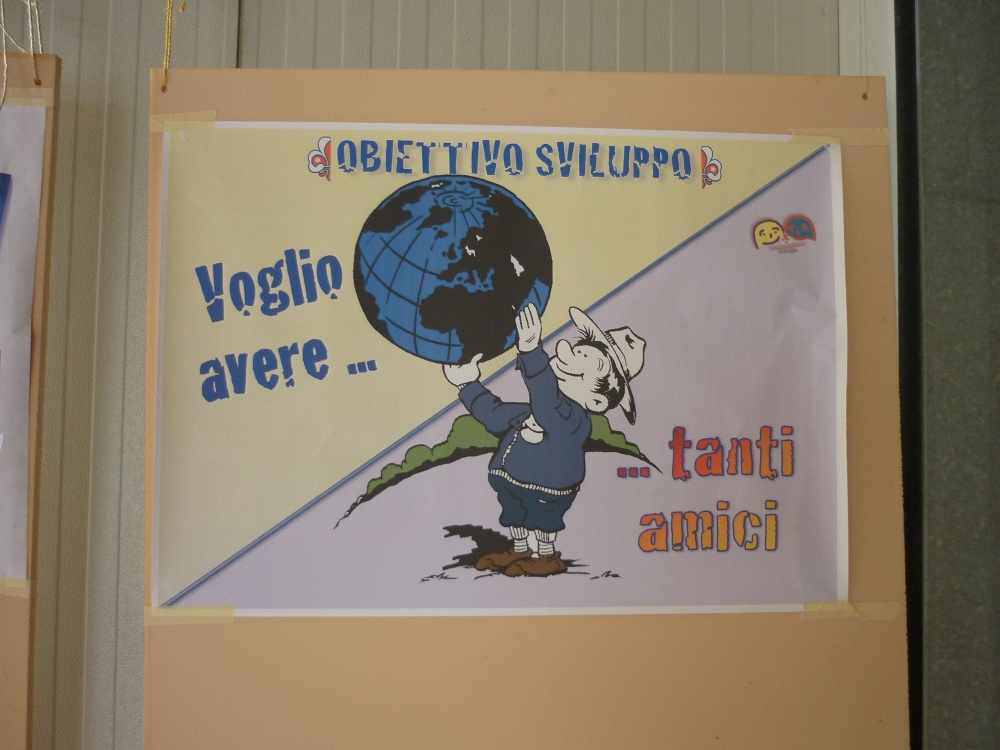 OBIETTIVO SVILUPPO
Voglio
avere ...
... tanti
amici